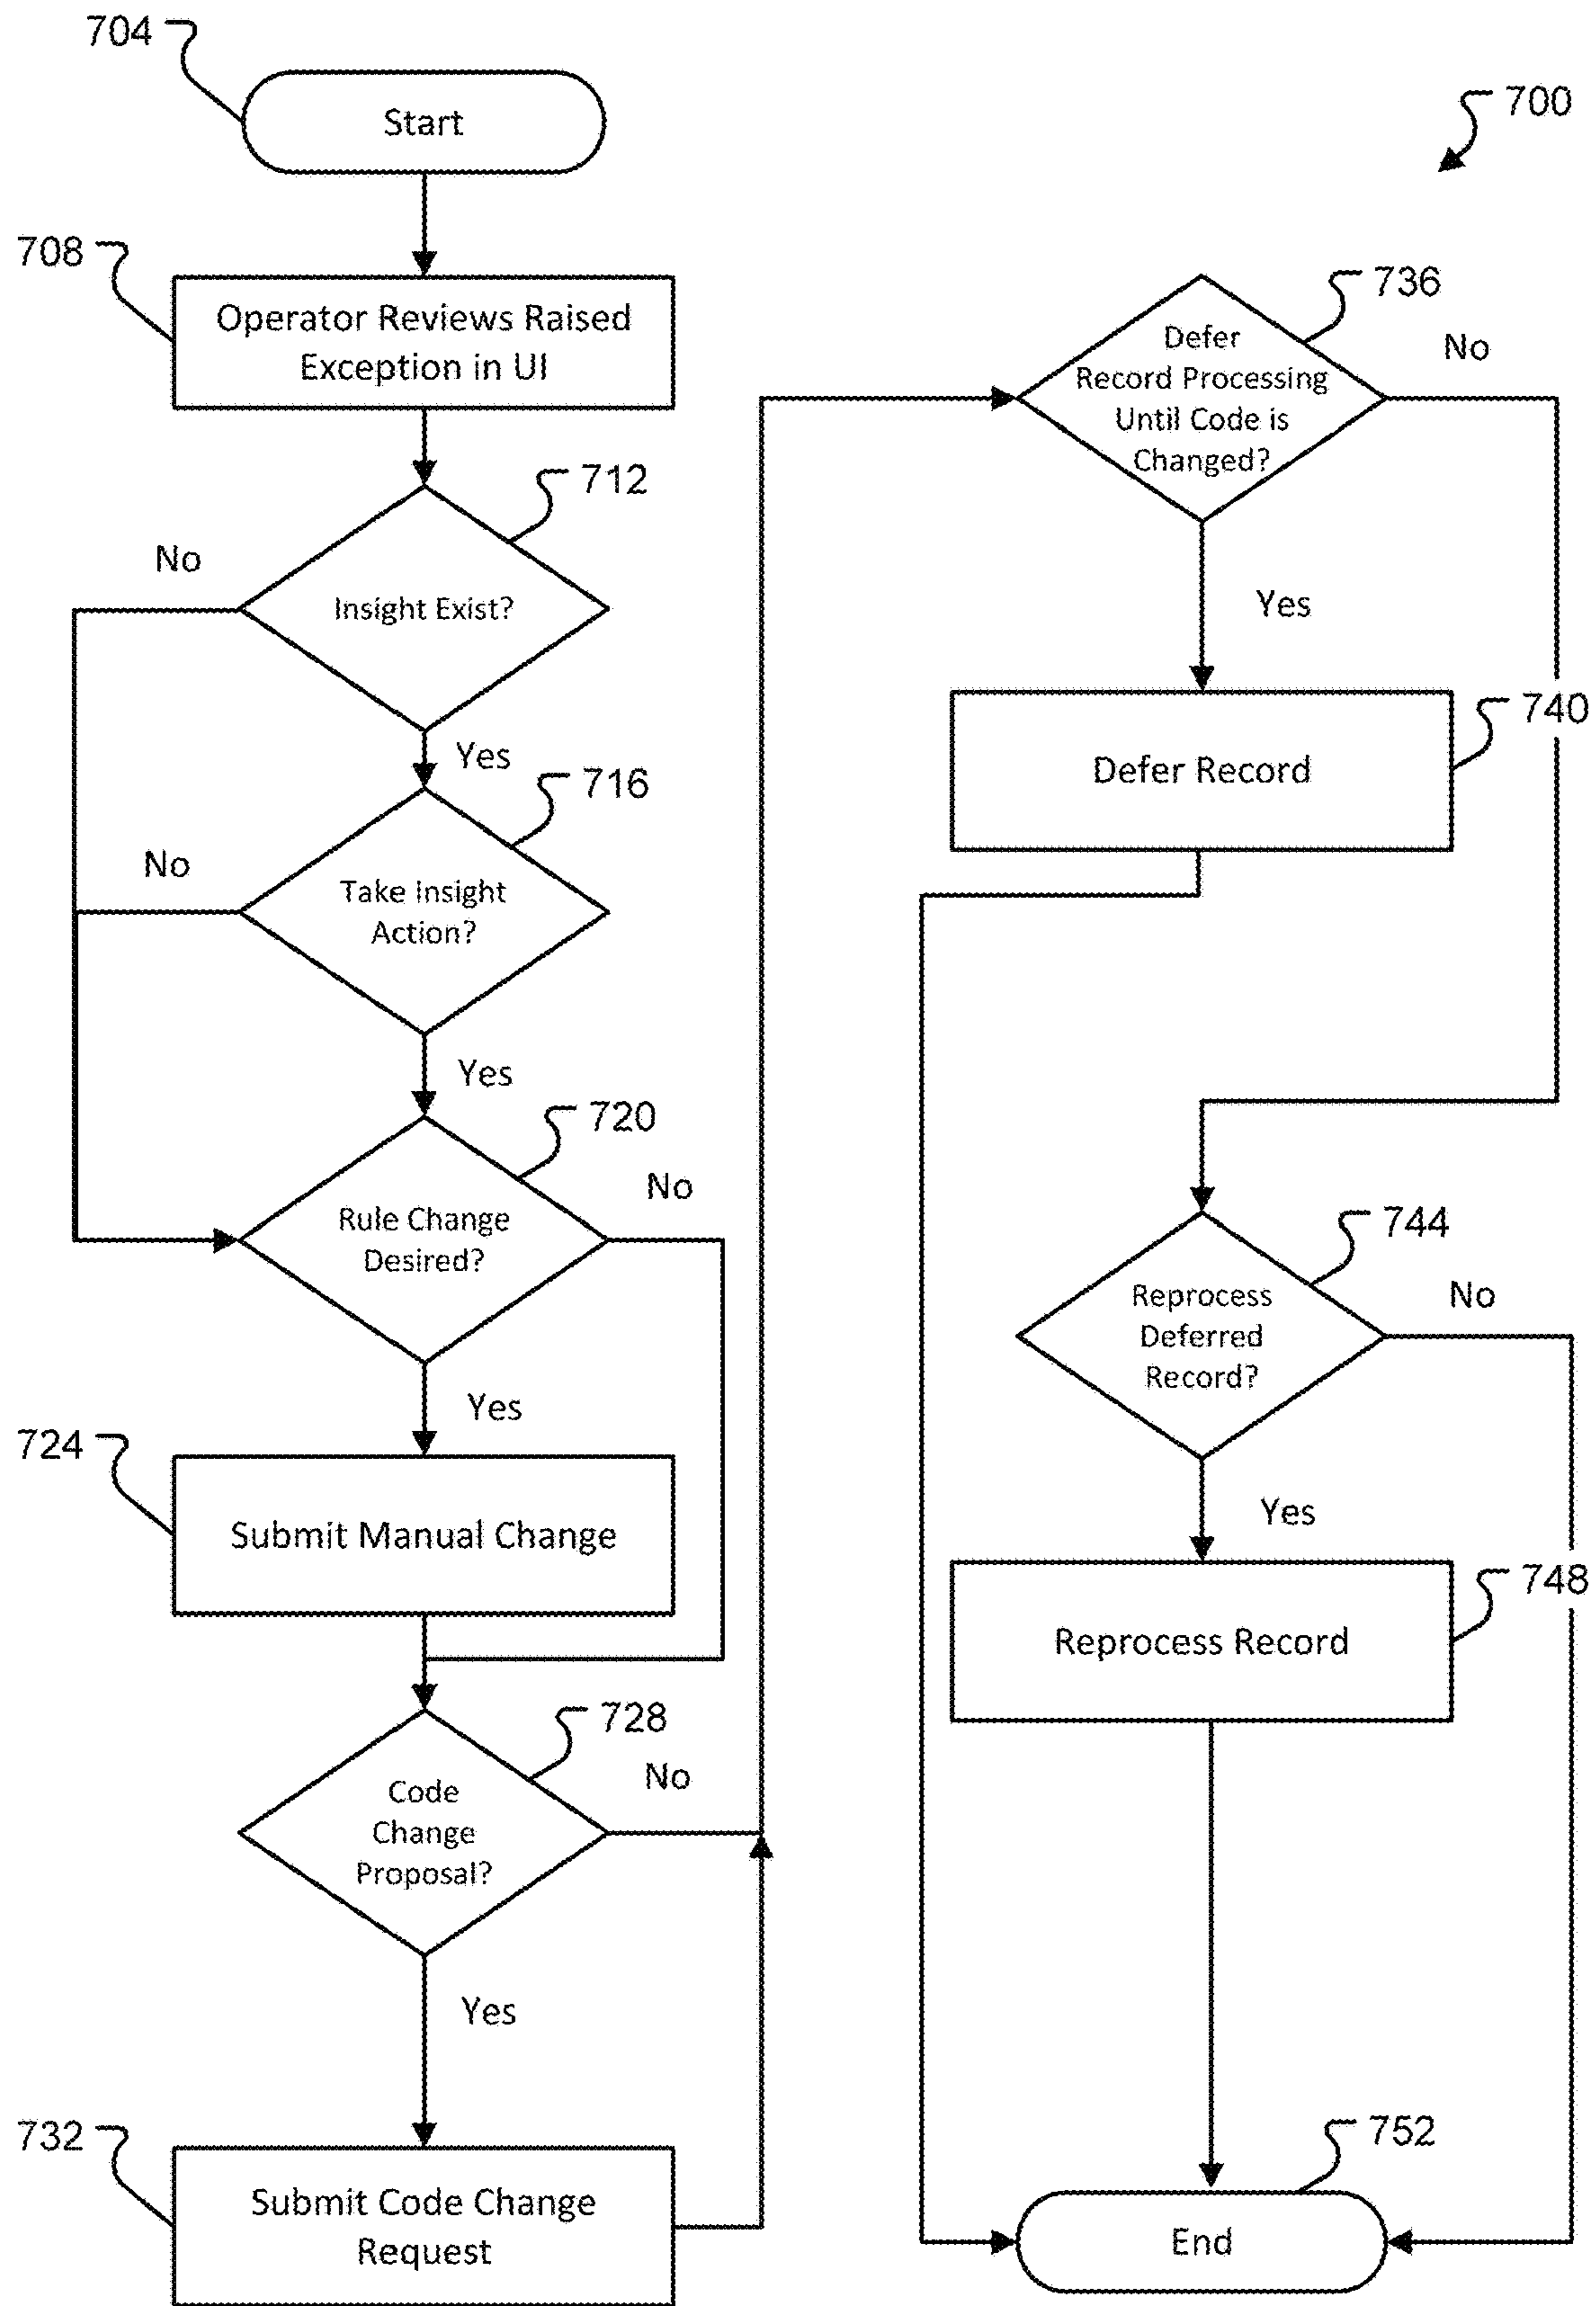 704
Start
700
708
Operator Reviews Raised
Exception in UI
712
No
Insight Exist?
Yes
716
No
Take Insight
Action?
Yes
720
No
Rule Change
Desired?
Yes
724
Submit Manual Change
728
No
Code
Change
Proposal?
Yes
732
Submit Code Change
Request
736
No
Defer
Record Processing
Until Code is
Changed?
Yes
740
Defer Record
744
No
Reprocess
Deferred
Record?
Yes
748
Reprocess Record
752
End